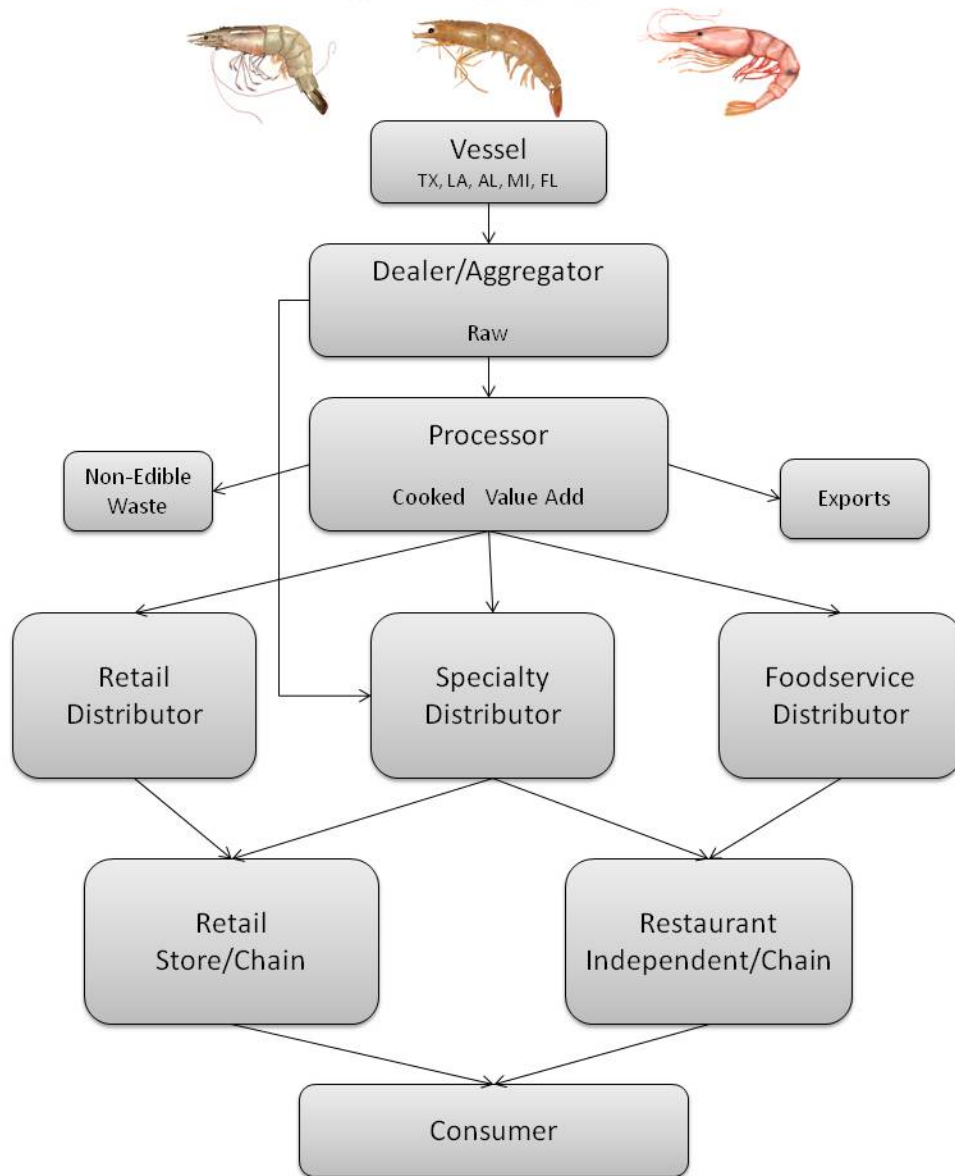 Vessel
TX, LA, AL, MI, FL
Dealer/Aggregator
Raw
Processor
Cooked Value Add
Non-Edible
Waste
Exports
Retail
Distributor
Specialty
Distributor
Foodservice
Distributor
Retail
Store/Chain
Restaurant
Independent/Chain
Consumer